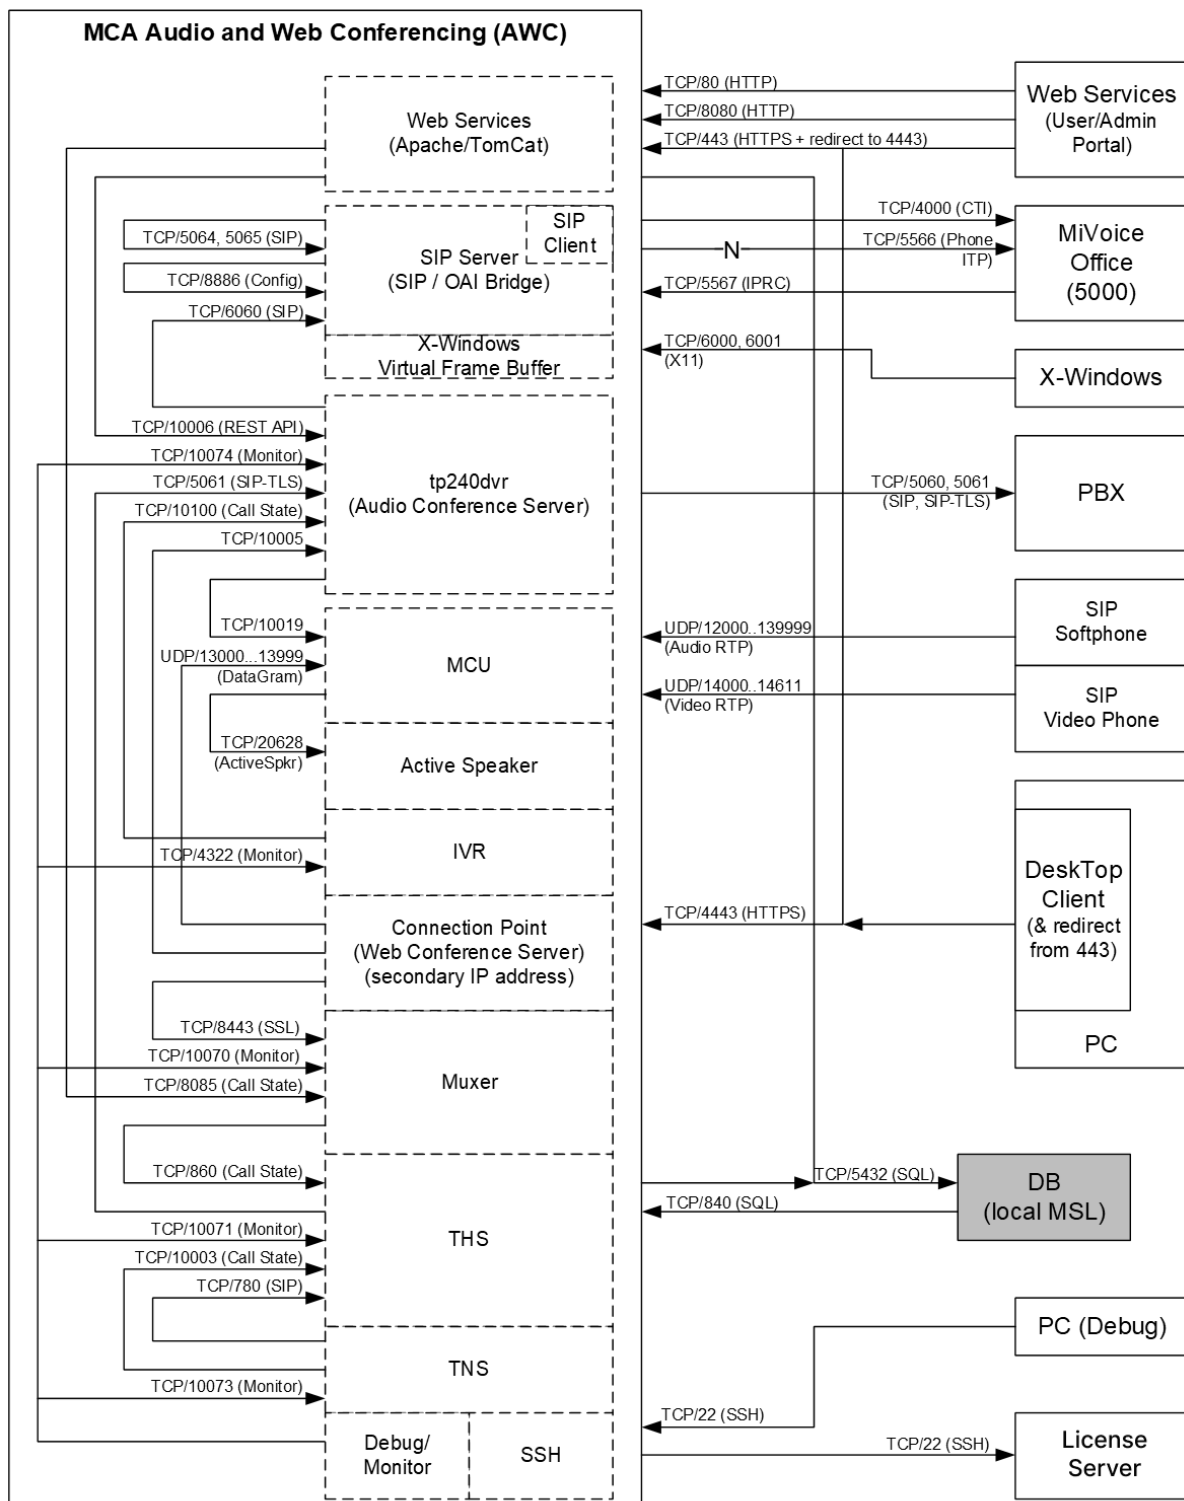 MCA Audio and Web Conferencing (AWC)
Web Services
(Apache/TomCat)
TCP/80 (HTTP)
TCP/8080 (HTTP)
TCP/443 (HTTPS + redirect to 4443)
Web Services
(User/Admin
Portal)
SIP
Client
TCP/5064, 5065 (SIP)
SIP Server
(SIP / OAI Bridge)
TCP/8886 (Config)
TCP/6060 (SIP)
TCP/4000 (CTI)
N
TCP/5566 (Phone
ITP)
TCP/5567 (IPRC)
MiVoice
Office
(5000)
X-Windows
Virtual Frame Buffer
TCP/6000, 6001
(X11)
X-Windows
TCP/10006 (REST API)
TCP/10074 (Monitor)
TCP/5061 (SIP-TLS)
TCP/10100 (Call State)
TCP/10005
tp240dvr
(Audio Conference Server)
TCP/5060, 5061
(SIP, SIP-TLS)
PBX
TCP/10019
UDP/13000...13999
(DataGram)
MCU
UDP/12000..139999
(Audio RTP)
SIP
Softphone
UDP/14000..14611
(Video RTP)
SIP
Video Phone
TCP/20628
(ActiveSpkr)
Active Speaker
TCP/4322 (Monitor)
IVR
Connection Point
(Web Conference Server)
(secondary IP address)
TCP/4443 (HTTPS)
DeskTop
Client
(& redirect
from 443)
PC
TCP/8443 (SSL)
TCP/10070 (Monitor)
TCP/8085 (Call State)
Muxer
TCP/860 (Call State)
TCP/10071 (Monitor)
TCP/10003 (Call State)
TCP/780 (SIP)
THS
TCP/5432 (SQL)
TCP/840 (SQL)
DB
(local MSL)
TNS
TCP/10073 (Monitor)
PC (Debug)
TCP/22 (SSH)
Debug/
Monitor
SSH
TCP/22 (SSH)
License
Server